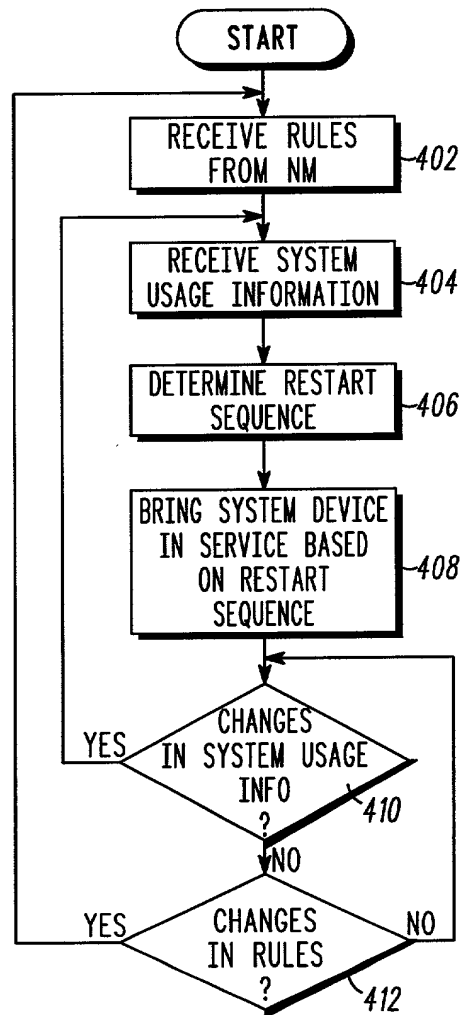 START
RECEIVE RULES
FROM NM
402
RECEIVE SYSTEM
USAGE INFORMATION
404
DETERMINE RESTART
SEQUENCE
406
BRING SYSTEM DEVICE
IN SERVICE BASED
ON RESTART
SEQUENCE
408
CHANGES
IN SYSTEM USAGE
INFO
?
YES
410
NO
CHANGES
IN RULES
?
YES
NO
412